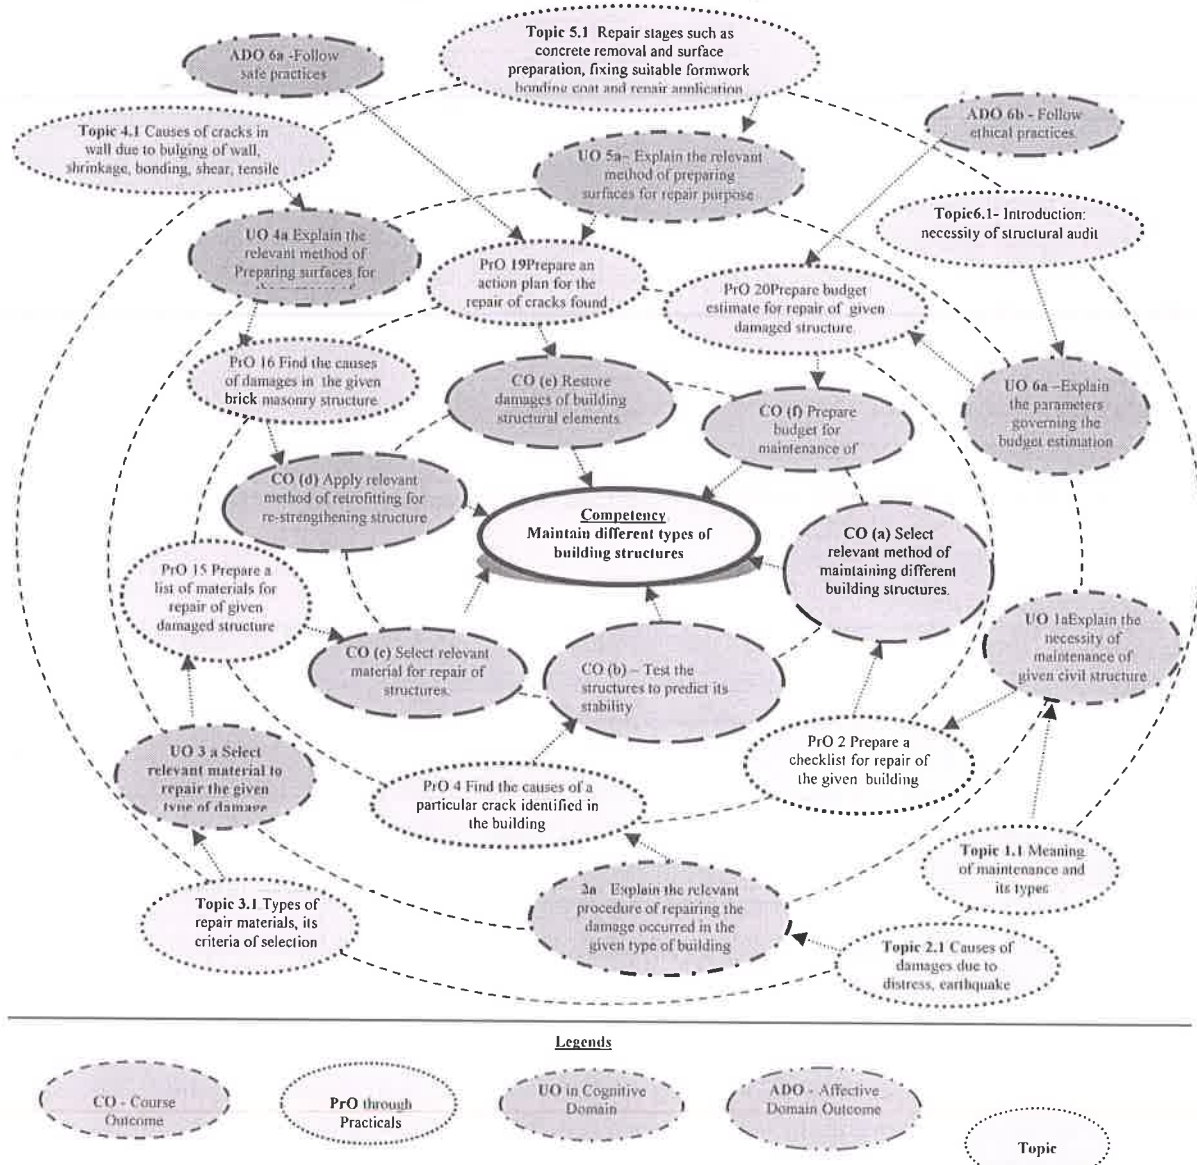 Topic 5.1 Repair stages such as
concrete removal and surface
preparation, fixing suitable formwork
bonding coat and repair application
ADO 6a -Follow
safe practices
ADO 6b - Follow
ethical practices.
Topic 4.1 Causes of cracks in
wall due to bulging of wall,
shrinkage, bonding, shear, tensile
UO 5a– Explain the relevant
method of preparing
surfaces for repair purpose
Topic6.1- Introduction:
necessity of structural audit
UO 4a Explain the
relevant method of
Preparing surfaces for
PrO 19Prepare an
action plan for the
repair of cracks found
PrO 20Prepare budget
estimate for repair of given
damaged structure
PrO 16 Find the causes
of damages in the given
brick masonry structure
CO (e) Restore
damages of building
structural elements
CO (f) Prepare
budget for
maintenance of
UO 6a –Explain
the parameters
governing the
budget estimation
CO (d) Apply relevant
method of retrofitting for
re-strengthening structure
Competency
Maintain different types of
building structures
CO (a) Select
relevant method of
maintaining different
building structures.
PrO 15 Prepare a
list of materials for
repair of given
damaged structure
CO (c) Select relevant
material for repair of
structures.
CO (b) – Test the
structures to predict its
stability
UO 1aExplain the
necessity of
maintenance of
given civil structure
UO 3 a Select
relevant material to
repair the given
type of damage
PrO 4 Find the causes of a
particular crack identified in
the building
PrO 2 Prepare a
checklist for repair of
the given building
Topic 1.1 Meaning
of maintenance and
its types
Topic 3.1 Types of
repair materials, its
criteria of selection
2a Explain the relevant
procedure of repairing the
damage occurred in the
given type of building
Topic 2.1 Causes of
damages due to
distress, earthquake
Legends
CO - Course
Outcome
PrO through
Practicals
UO in Cognitive
Domain
ADO - Affective
Domain Outcome
Topic